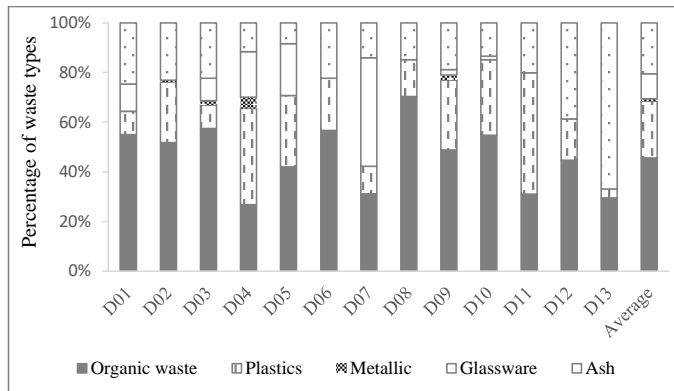 Percentage of waste types
100%
80%
60%
40%
20%
0%
D01 D02 D03 D04 D05 D06 D07 D08 D09 D10 D11 D12 D13 Average
Organic waste Plastics Metallic Glassware Ash